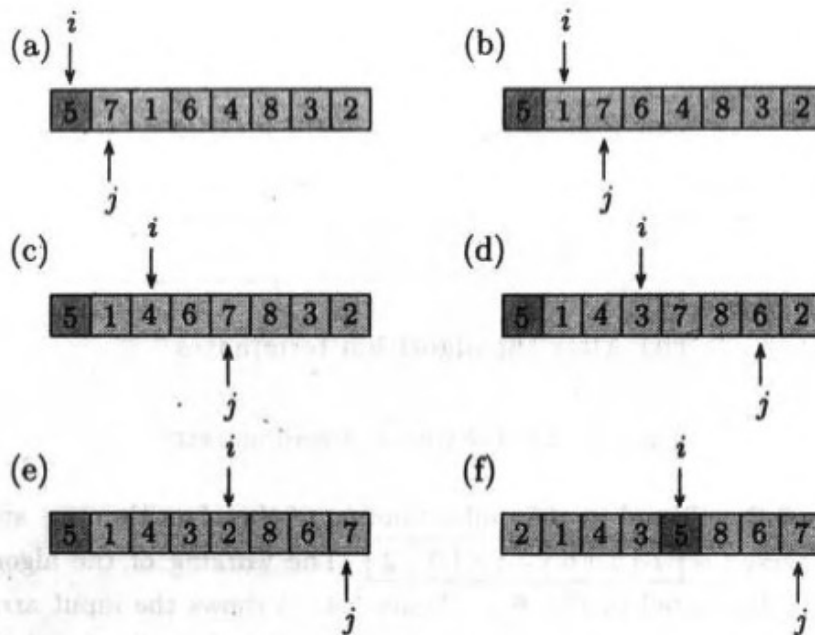 i
i
(a)
(b)
5 7 1 6 4 8 3 2
5 1 7 6 4 8 3 2
j
j
i
i
(c)
(d)
5 1 4 6 7 8 3 2
5 1 4 3 7 8 6 2
j
j
i
i
(e)
(f)
5 1 4 3 2 8 6 7
2 1 4 3 5 8 6 7
j
j